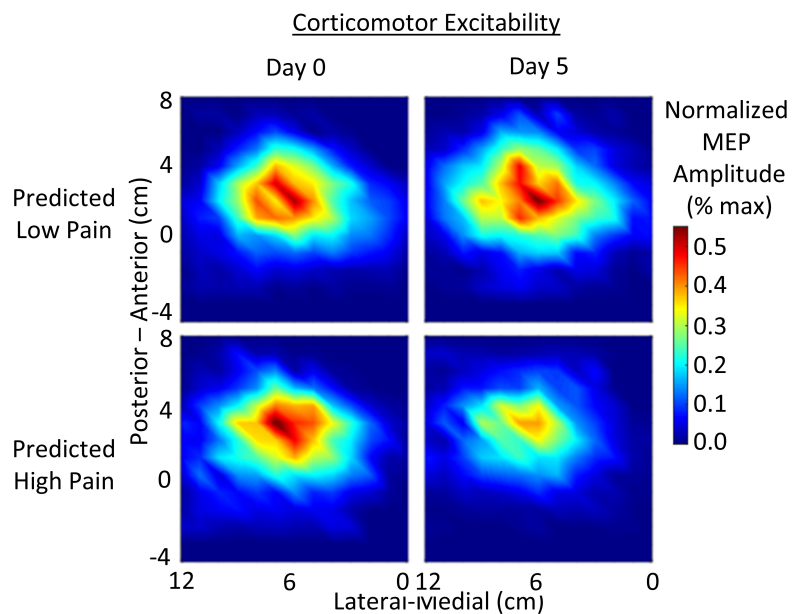 Corticomotor Excitability
Day 0
Day 5
Normalized
MEP
Amplitude
(% max)
Predicted
Low Pain
Predicted
High Pain
Posterior – Anterior (cm)
8
4
0
-4
8
4
0
-4
12
6
0
12
6
0
Lateral-Medial (cm)
0.5
0.4
0.3
0.2
0.1
0.0